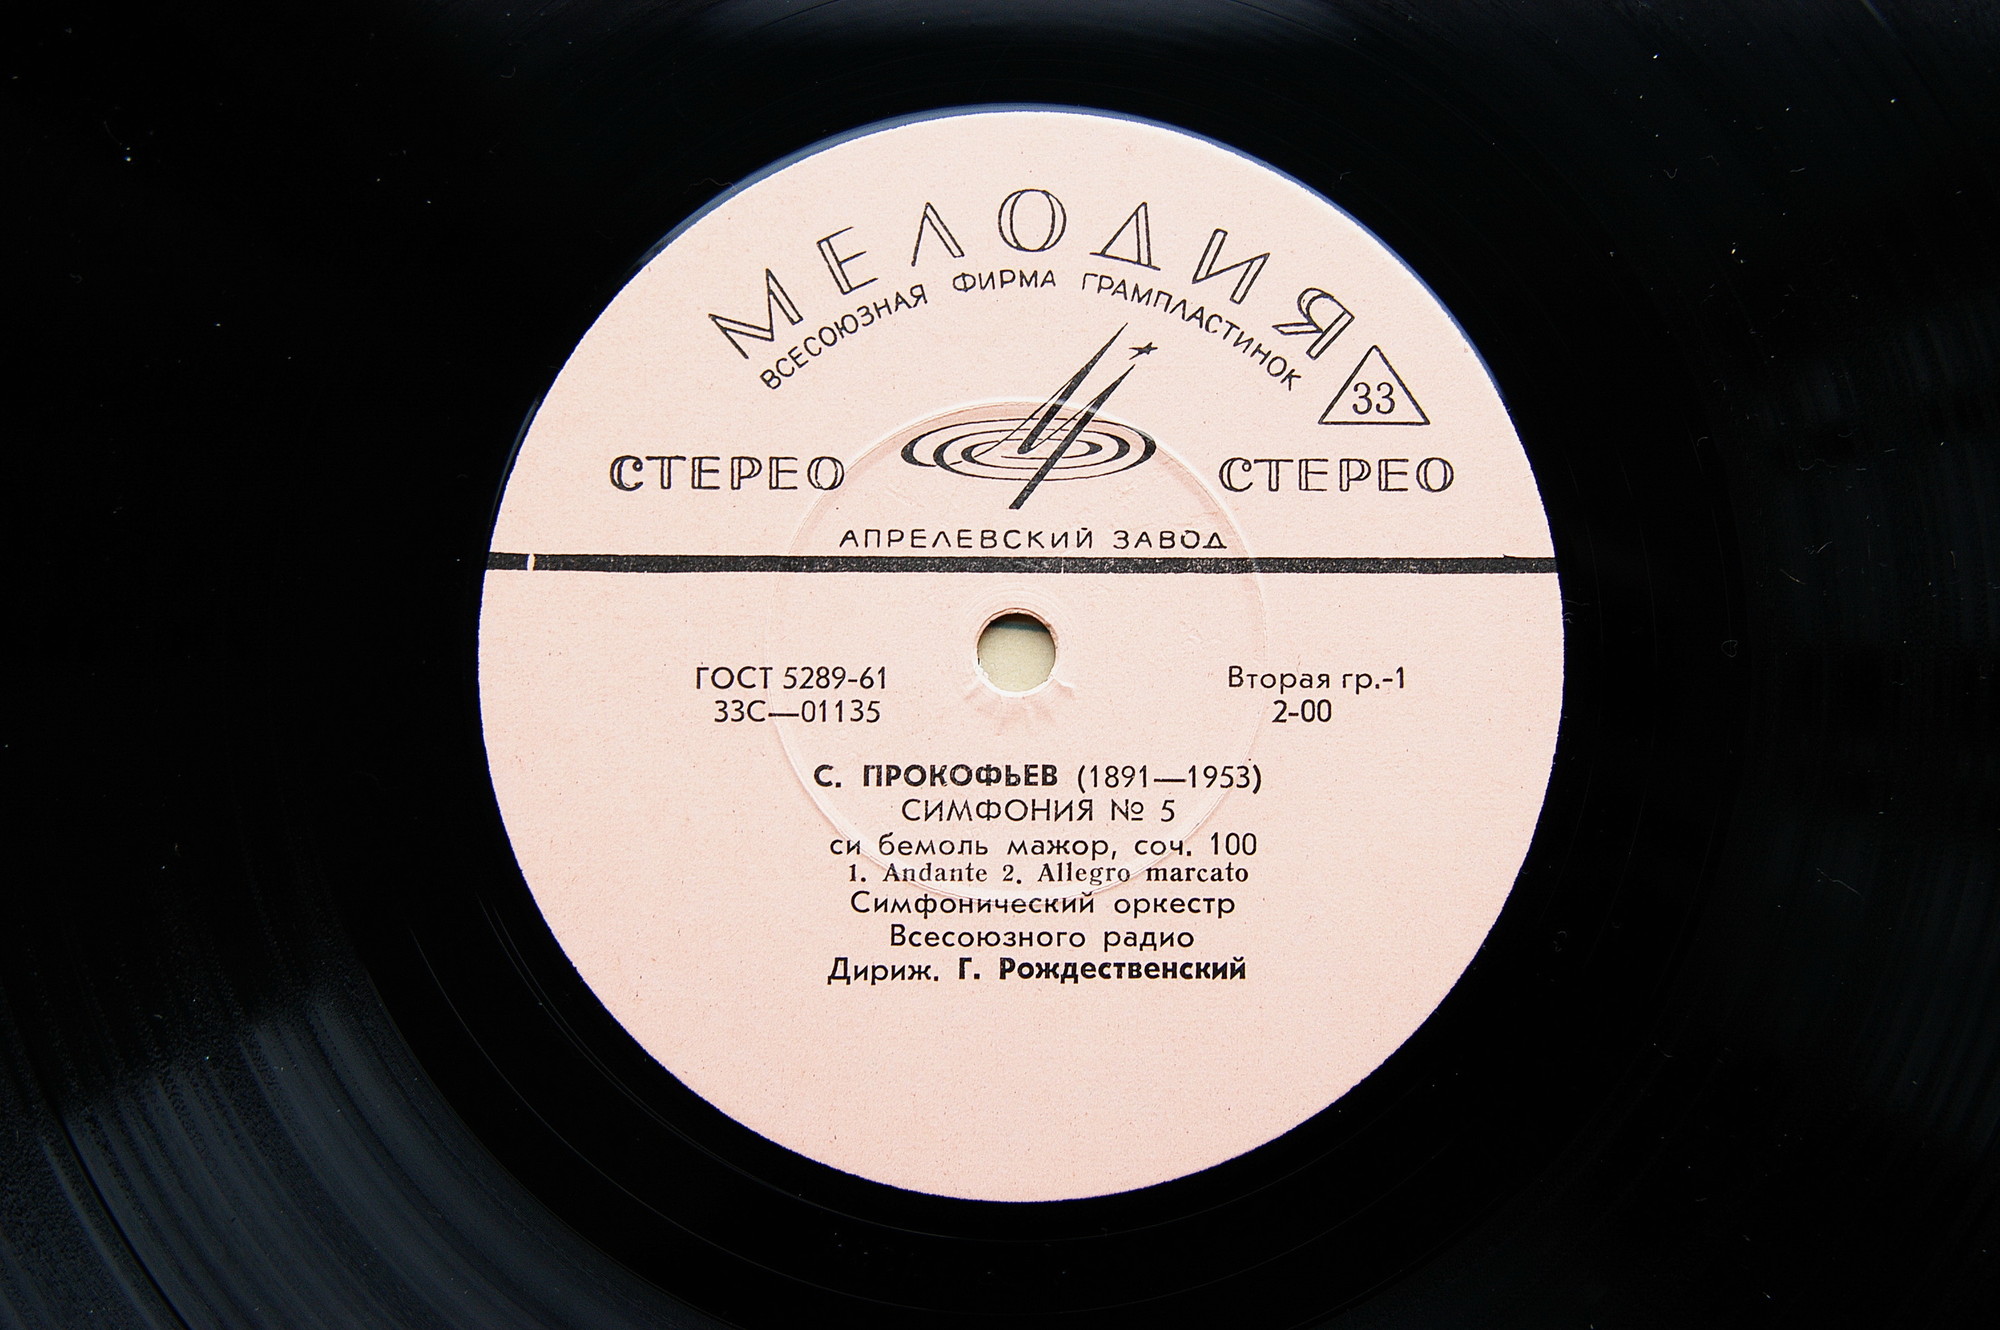 МЕЛОДИЯ
ВСЕСОЮЗНАЯ ФИРМА ГРАМПЛАСТИНОК
33
СТЕРЕО СТЕРЕО
АПРЕЛЕВСКИЙ ЗАВОД
ГОСТ 5289-61 Вторая гр.-1
33С—01135 2-00
С. ПРОКОФЬЕВ (1891—1953)
СИМФОНИЯ № 5
си бемоль мажор, соч. 100
1. Andante 2. Allegro marcato
Симфонический оркестр
Всесоюзного радио
Дириж. Г. Рождественский